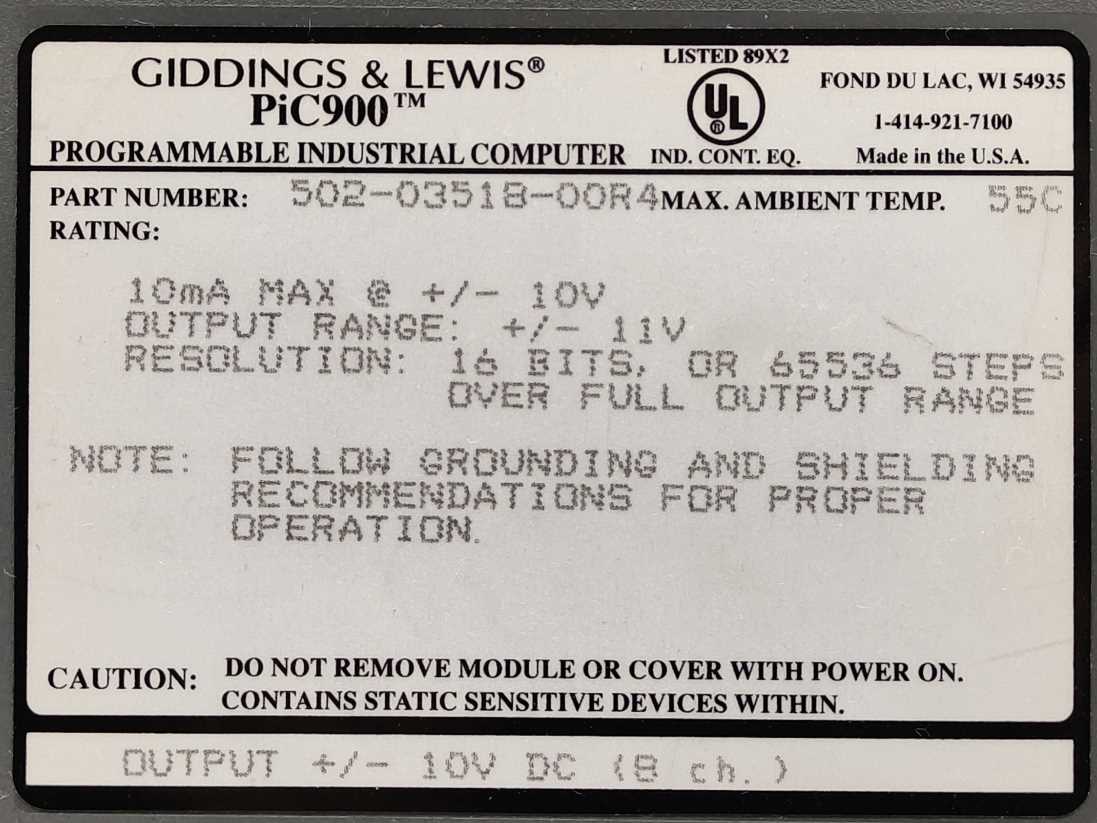 GIDDINGS & LEWIS®
PiC900™
PROGRAMMABLE INDUSTRIAL COMPUTER
LISTED 89X2
UL®
IND. CONT. EQ.
FOND DU LAC, WI 54935
1-414-921-7100
Made in the U.S.A.
PART NUMBER: 502-03518-00R4 MAX. AMBIENT TEMP. 55C
RATING:
10mA MAX @ +/- 10V
OUTPUT RANGE: +/- 11V
RESOLUTION: 16 BITS, OR 65536 STEPS
OVER FULL OUTPUT RANGE
NOTE: FOLLOW GROUNDING AND SHIELDING
RECOMMENDATIONS FOR PROPER
OPERATION.
CAUTION: DO NOT REMOVE MODULE OR COVER WITH POWER ON.
CONTAINS STATIC SENSITIVE DEVICES WITHIN.
OUTPUT +/- 10V DC (8 ch.)